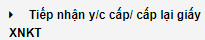 Tiếp nhận y/c cấp/ cấp lại giấy
XNKT